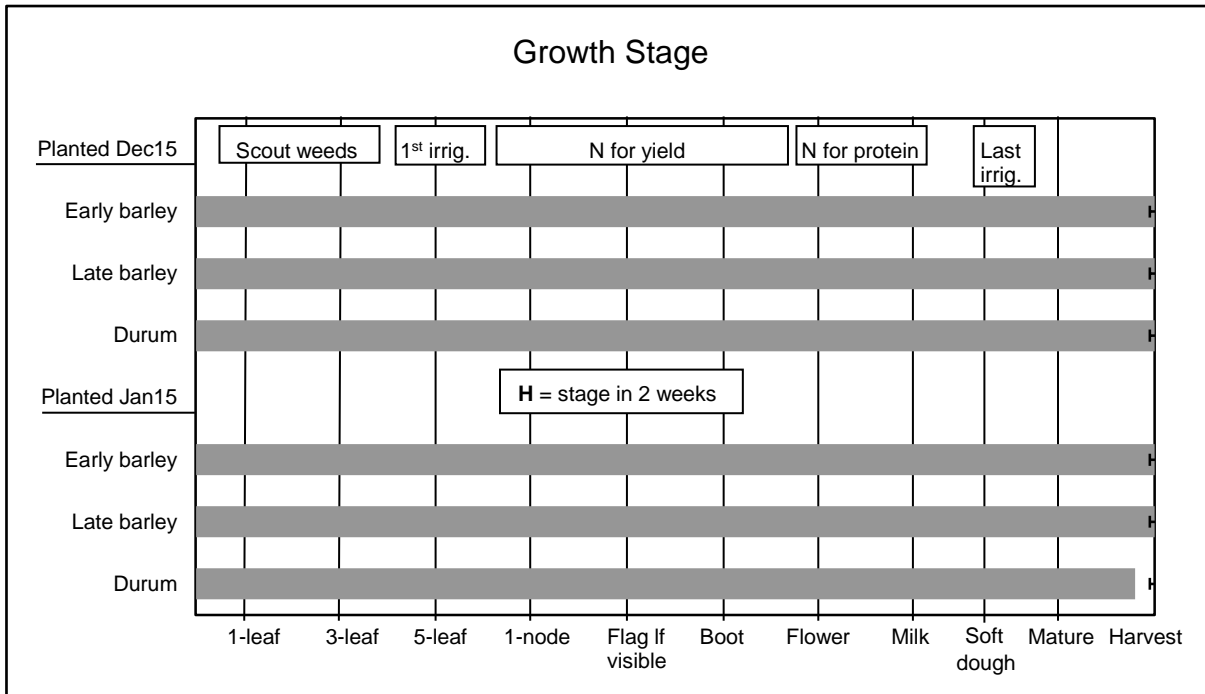 Growth Stage
Planted Dec15
Scout weeds
1st irrig.
N for yield
N for protein
Last
irrig.
Early barley
Late barley
Durum
Planted Jan15
H = stage in 2 weeks
Early barley
Late barley
Durum
1-leaf
3-leaf
5-leaf
1-node
Flag lf
visible
Boot
Flower
Milk
Soft
dough
Mature
Harvest